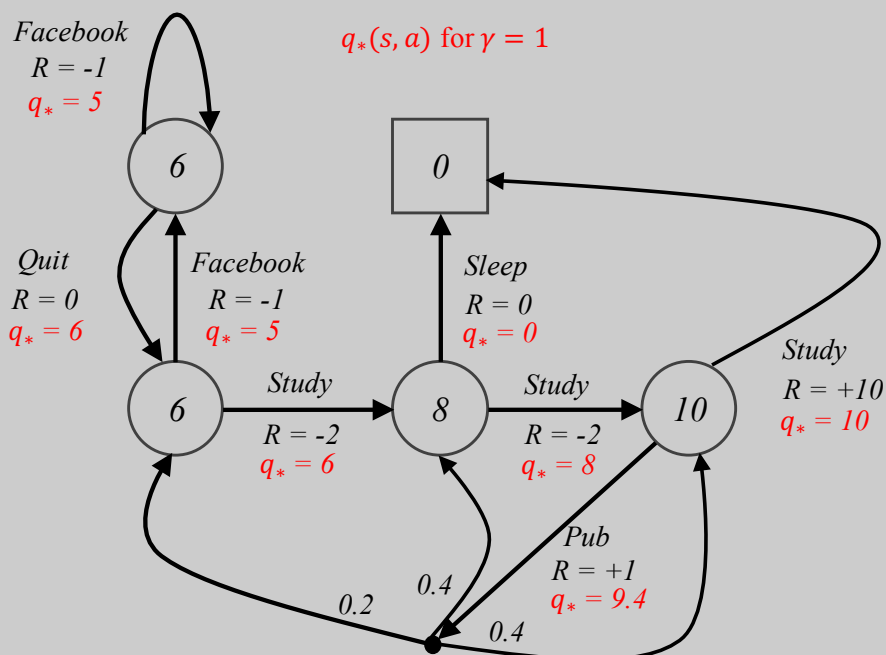 Facebook
R = -1
q* = 5
q*(s, a) for γ = 1
6
0
Quit
R = 0
q* = 6
Facebook
R = -1
q* = 5
Sleep
R = 0
q* = 0
6
Study
R = -2
q* = 6
8
Study
R = -2
q* = 8
10
Study
R = +10
q* = 10
Pub
R = +1
q* = 9.4
0.2
0.4
0.4